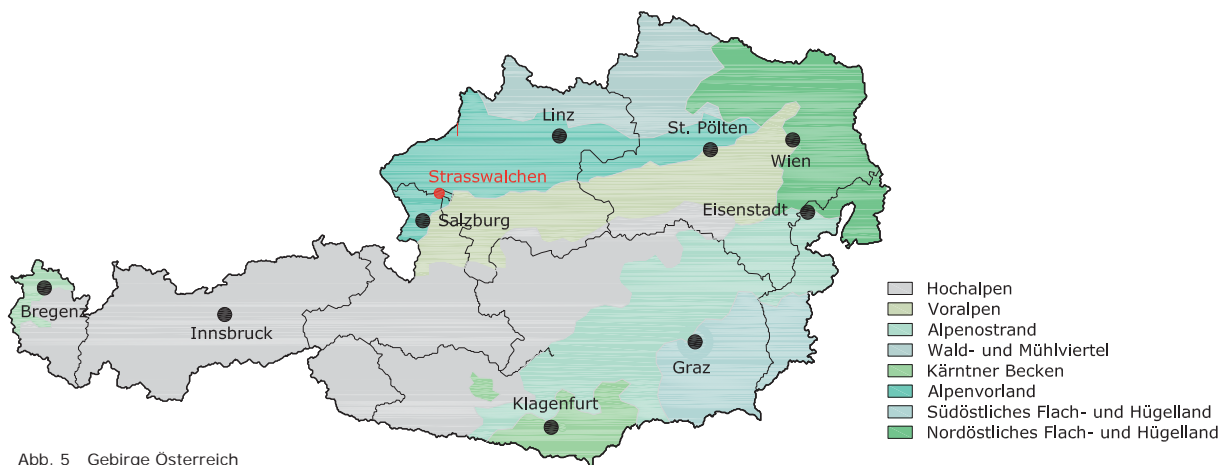 Linz
St. Pölten
Wien
Strasswalchen
Salzburg
Eisenstadt
Bregenz
Innsbruck
Graz
Klagenfurt
Hochalpen
Voralpen
Alpenostrand
Wald- und Mühlviertel
Kärntner Becken
Alpenvorland
Südöstliches Flach- und Hügelland
Nordöstliches Flach- und Hügelland
Abb. 5 Gebirge Österreich